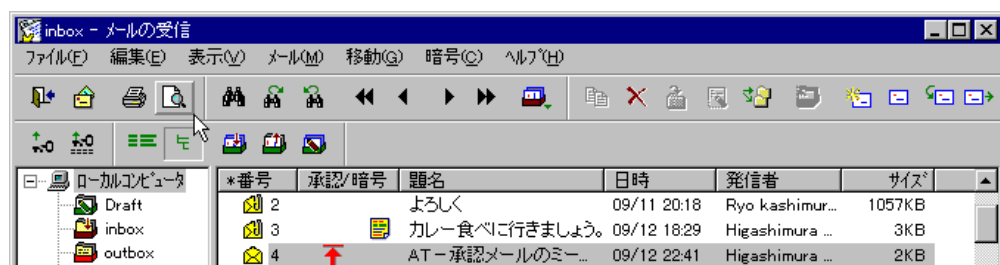 inbox - メールの受信
ファイル(F) 編集(E) 表示(V) メール(M) 移動(G) 暗号(C) ヘルプ(H)
ローカルコンピュータ
Draft
inbox
outbox
*番号 承認/暗号 題名 日時 発信者 サイズ
2 よろしく 09/11 20:18 Ryo kashimur... 1057KB
3 カレー食べに行きましょう。 09/12 18:29 Higashimura ... 3KB
4 AT-承認メールのミー... 09/12 22:41 Higashimura ... 2KB